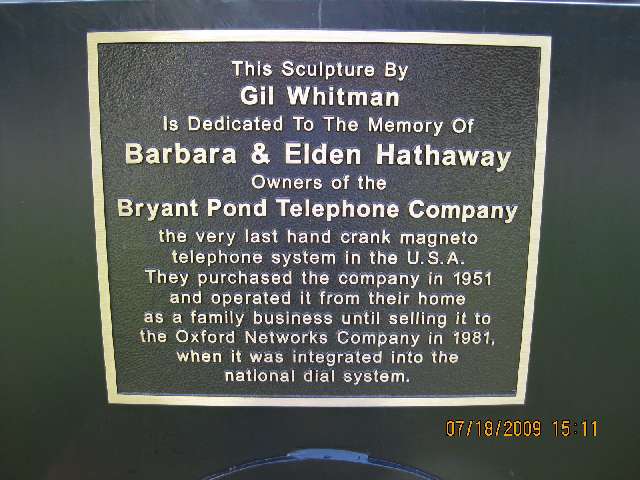 This Sculpture By
Gil Whitman
Is Dedicated To The Memory Of
Barbara & Elden Hathaway
Owners of the
Bryant Pond Telephone Company
the very last hand crank magneto
telephone system in the U.S.A.
They purchased the company in 1951
and operated it from their home
as a family business until selling it to
the Oxford Networks Company in 1981,
when it was integrated into the
national dial system.
07/18/2009 15:11